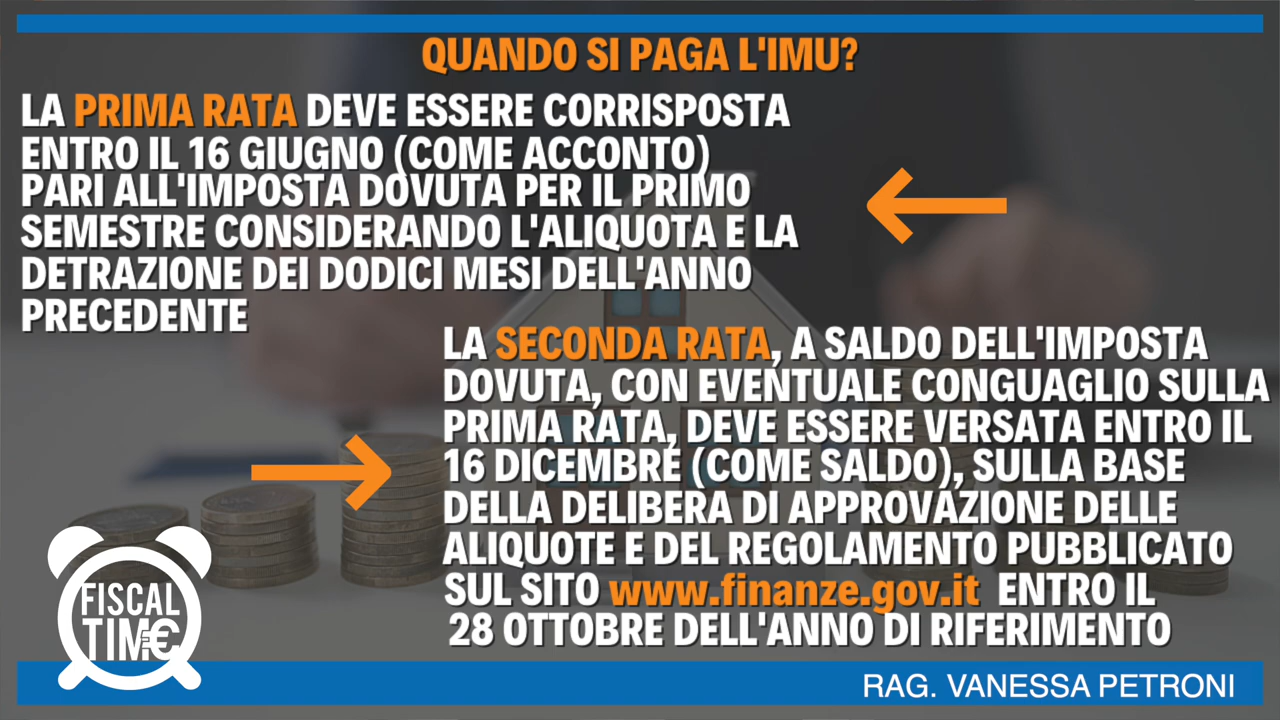 QUANDO SI PAGA L'IMU?
LA PRIMA RATA DEVE ESSERE CORRISPOSTA
ENTRO IL 16 GIUGNO (COME ACCONTO)
PARI ALL'IMPOSTA DOVUTA PER IL PRIMO
SEMESTRE CONSIDERANDO L'ALIQUOTA E LA
DETRAZIONE DEI DODICI MESI DELL'ANNO
PRECEDENTE
LA SECONDA RATA, A SALDO DELL'IMPOSTA
DOVUTA, CON EVENTUALE CONGUAGLIO SULLA
PRIMA RATA, DEVE ESSERE VERSATA ENTRO IL
16 DICEMBRE (COME SALDO), SULLA BASE
DELLA DELIBERA DI APPROVAZIONE DELLE
ALIQUOTE E DEL REGOLAMENTO PUBBLICATO
SUL SITO www.finanze.gov.it ENTRO IL
28 OTTOBRE DELL'ANNO DI RIFERIMENTO
FISCAL
TIM€
RAG. VANESSA PETRONI